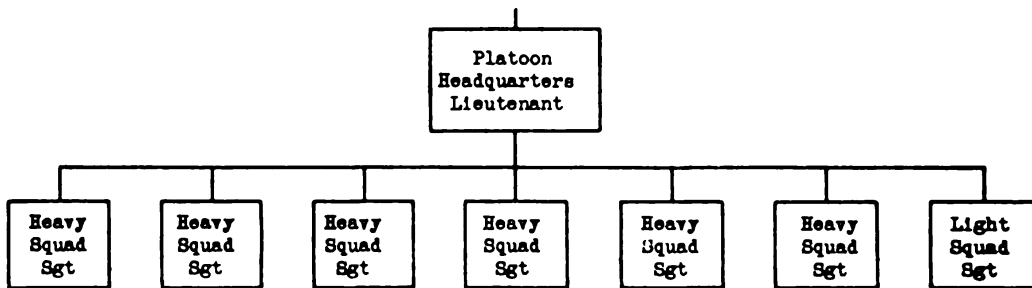 Platoon
Headquarters
Lieutenant
Heavy
Squad
Sgt
Heavy
Squad
Sgt
Heavy
Squad
Sgt
Heavy
Squad
Sgt
Heavy
Squad
Sgt
Heavy
Squad
Sgt
Light
Squad
Sgt